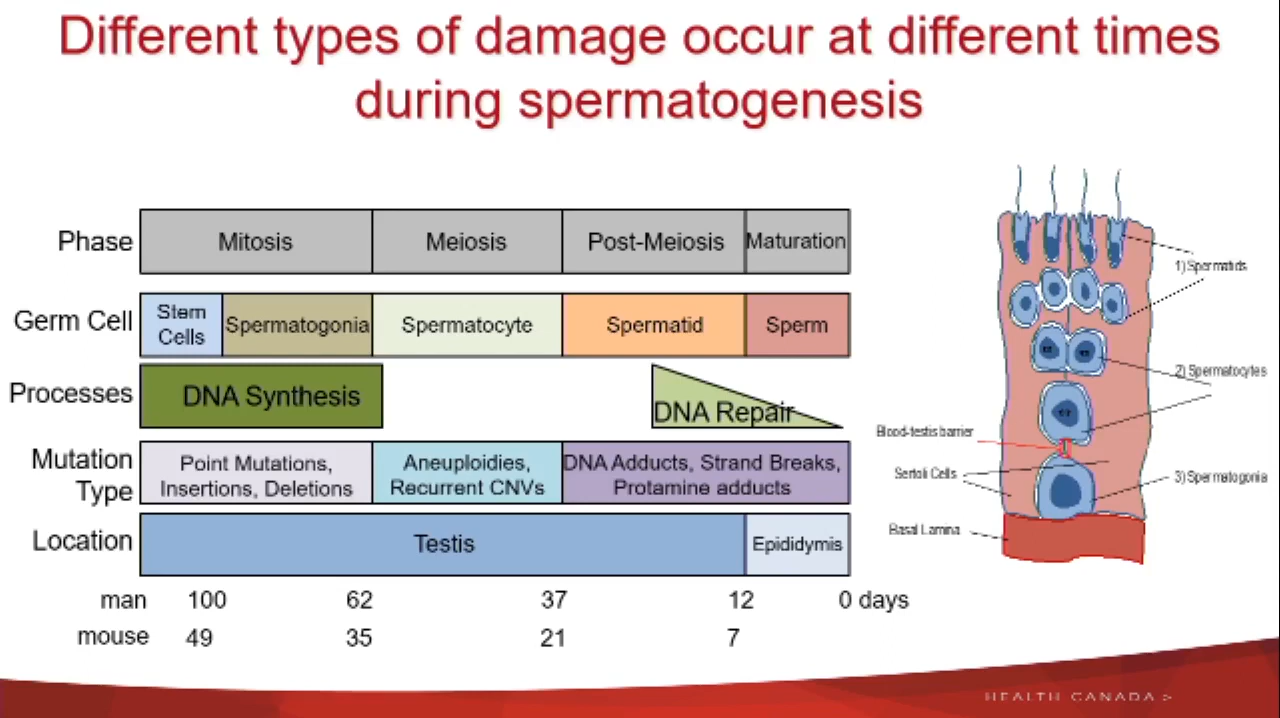 Different types of damage occur at different times
during spermatogenesis
Phase
Mitosis
Meiosis
Post-Meiosis
Maturation
Germ Cell
Stem
Cells
Spermatogonia
Spermatocyte
Spermatid
Sperm
Processes
DNA Synthesis
DNA Repair
Mutation
Type
Point Mutations,
Insertions, Deletions
Aneuploidies,
Recurrent CNVs
DNA Adducts, Strand Breaks,
Protamine adducts
Location
Testis
Epididymis
man 100 62 37 12 0 days
mouse 49 35 21 7
1) Spermatids
2) Spermatocytes
Blood-testis barrier
Sertoli Cells
3) Spermatogonia
Basal Lamina
HEALTH CANADA >